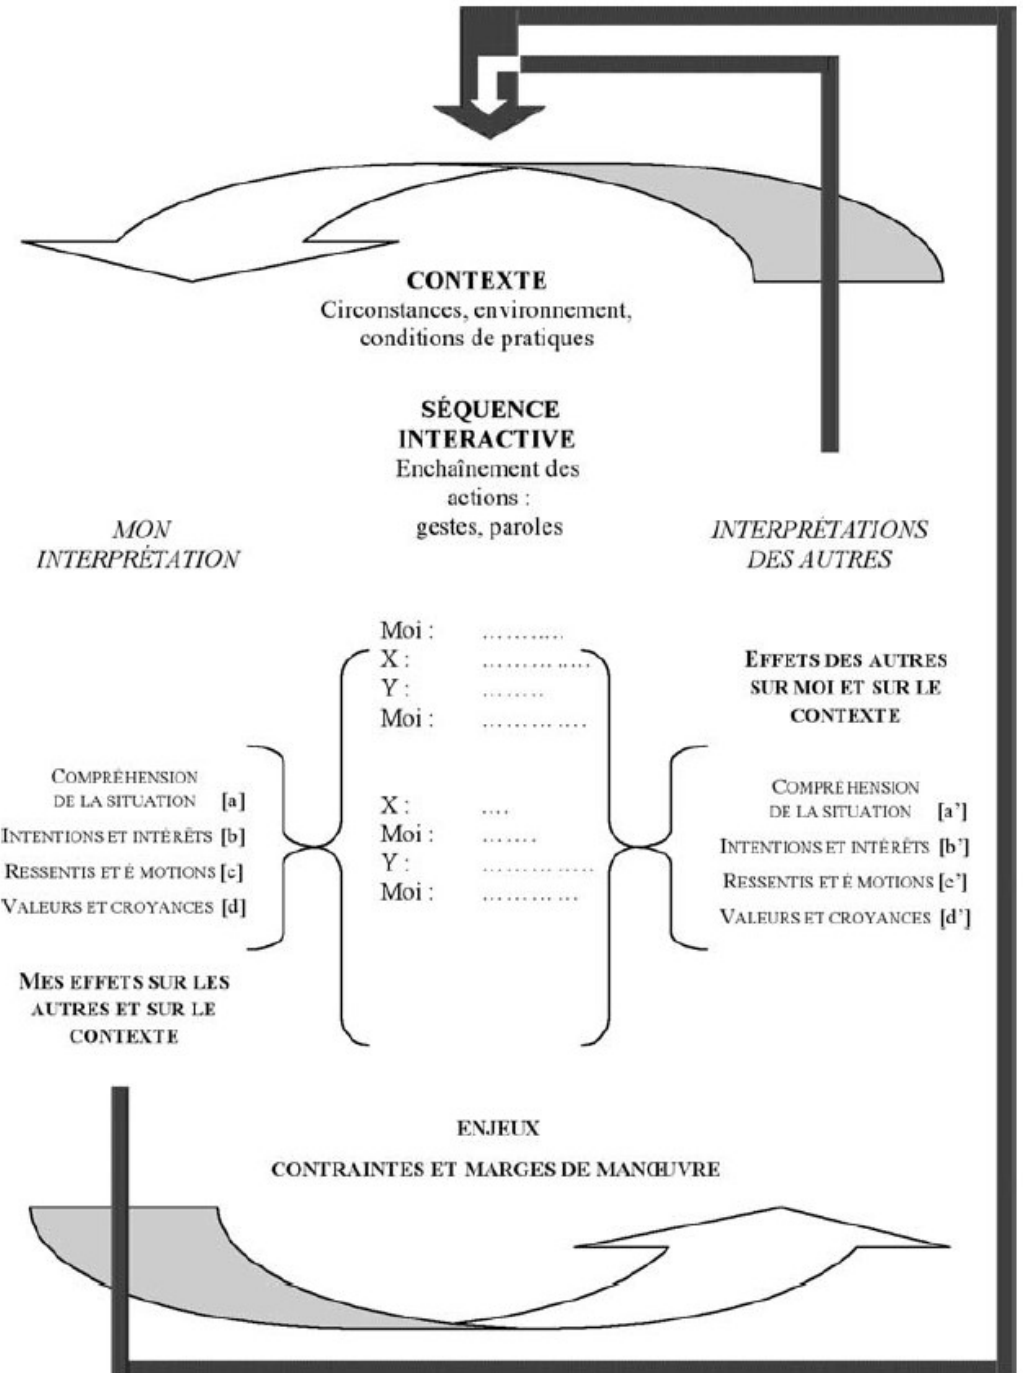 CONTEXTE
Circonstances, environnement,
conditions de pratiques
SÉQUENCE
INTERACTIVE
Enchaînement des
actions :
gestes, paroles
MON
INTERPRÉTATION
INTERPRÉTATIONS
DES AUTRES
Moi : ……......
X : ………… .. ...
Y : ……..
Moi : ………… ….
X : ....
Moi : …….
Y : ………… …..
Moi : ……… …
COMPRÉHENSION
DE LA SITUATION [a]
INTENTIONS ET INTÉRÊTS [b]
RESSENTIS ET É MOTIONS [c]
VALEURS ET CROYANCES [d]
MES EFFETS SUR LES
AUTRES ET SUR LE
CONTEXTE
EFFETS DES AUTRES
SUR MOI ET SUR LE
CONTEXTE
COMPRÉHENSION
DE LA SITUATION [a’]
INTENTIONS ET INTÉRÊTS [b’]
RESSENTIS ET É MOTIONS [c’]
VALEURS ET CROYANCES [d’]
ENJEUX
CONTRAINTES ET MARGES DE MANŒUVRE